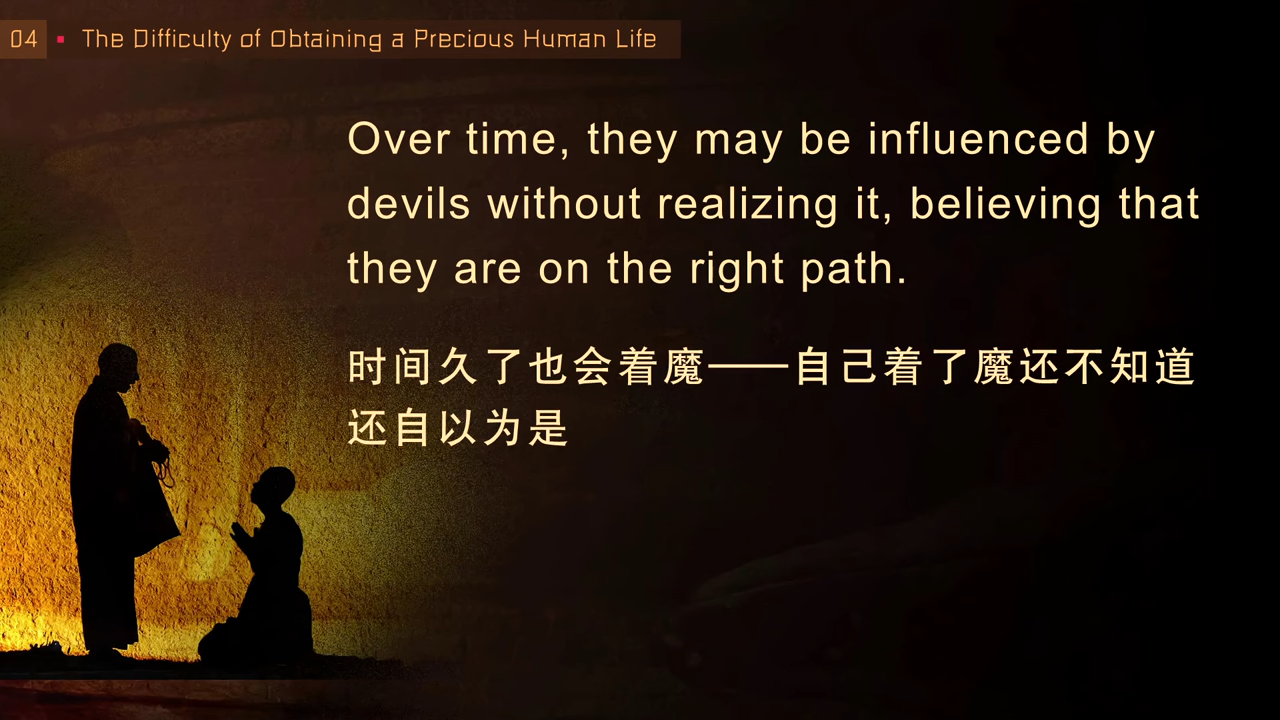 04 ▪ The Difficulty of Obtaining a Precious Human Life
Over time, they may be influenced by
devils without realizing it, believing that
they are on the right path.
时间久了也会着魔——自己着了魔还不知道
还自以为是